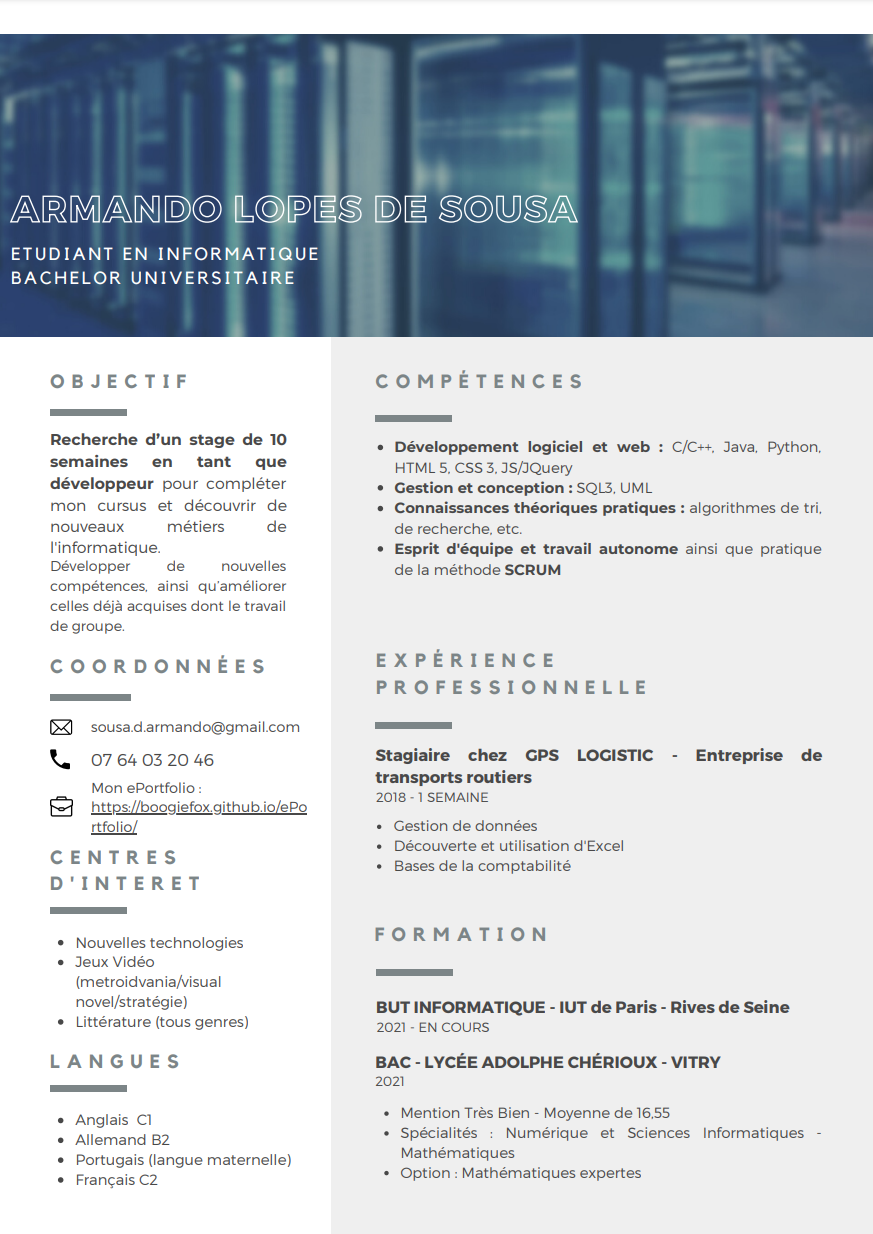 ARMANDO LOPES DE SOUSA
ETUDIANT EN INFORMATIQUE
BACHELOR UNIVERSITAIRE
OBJECTIF
Recherche d’un stage de 10
semaines en tant que
développeur pour compléter
mon cursus et découvrir de
nouveaux métiers de
l'informatique.
Développer de nouvelles
compétences, ainsi qu’améliorer
celles déjà acquises dont le travail
de groupe.
COORDONNÉES
sousa.d.armando@gmail.com
07 64 03 20 46
Mon ePortfolio :
https://boogiefox.github.io/ePo
rtfolio/
CENTRES
D'INTERET
• Nouvelles technologies
• Jeux Vidéo
(metroidvania/visual
novel/stratégie)
• Littérature (tous genres)
LANGUES
• Anglais C1
• Allemand B2
• Portugais (langue maternelle)
• Français C2
COMPÉTENCES
• Développement logiciel et web : C/C++, Java, Python,
HTML 5, CSS 3, JS/JQuery
• Gestion et conception : SQL3, UML
• Connaissances théoriques pratiques : algorithmes de tri,
de recherche, etc.
• Esprit d'équipe et travail autonome ainsi que pratique
de la méthode SCRUM
EXPÉRIENCE
PROFESSIONNELLE
Stagiaire chez GPS LOGISTIC - Entreprise de
transports routiers
2018 - 1 SEMAINE
• Gestion de données
• Découverte et utilisation d'Excel
• Bases de la comptabilité
FORMATION
BUT INFORMATIQUE - IUT de Paris - Rives de Seine
2021 - EN COURS
BAC - LYCÉE ADOLPHE CHÉRIOUX - VITRY
2021
• Mention Très Bien - Moyenne de 16,55
• Spécialités : Numérique et Sciences Informatiques -
Mathématiques
• Option : Mathématiques expertes